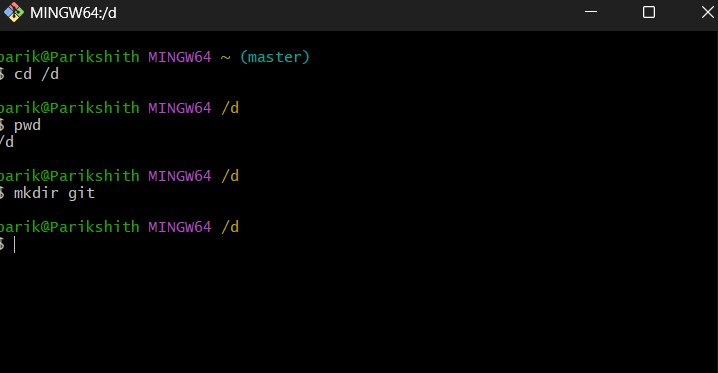 MINGW64:/d
parik@Parikshith MINGW64 ~ (master)
$ cd /d
parik@Parikshith MINGW64 /d
$ pwd
/d
parik@Parikshith MINGW64 /d
$ mkdir git
parik@Parikshith MINGW64 /d
$